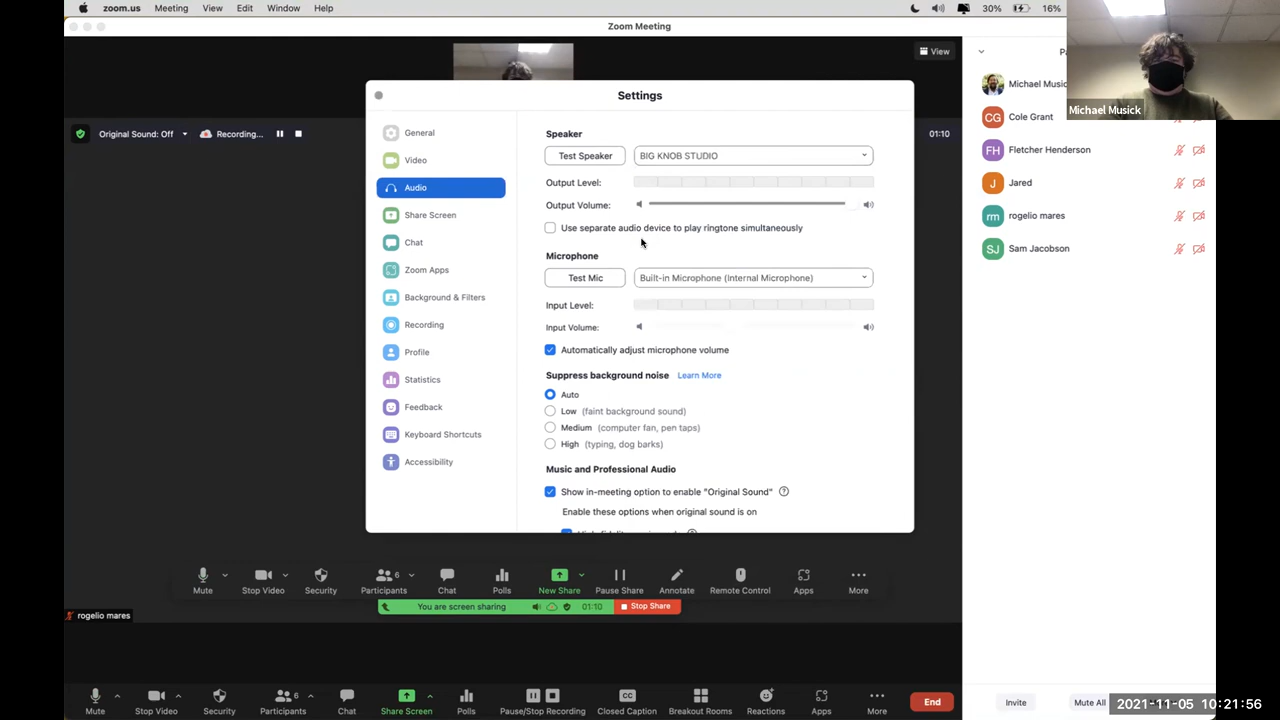 zoom.us Meeting View Edit Window Help 30% 16%
Zoom Meeting
View
Michael Musick
Original Sound: Off Recording... 01:10
Settings
General
Video
Audio
Share Screen
Chat
Zoom Apps
Background & Filters
Recording
Profile
Statistics
Feedback
Keyboard Shortcuts
Accessibility
Speaker
Test Speaker BIG KNOB STUDIO
Output Level:
Output Volume:
Use separate audio device to play ringtone simultaneously
Microphone
Test Mic Built-in Microphone (Internal Microphone)
Input Level:
Input Volume:
Automatically adjust microphone volume
Suppress background noise Learn More
Auto
Low (faint background sound)
Medium (computer fan, pen taps)
High (typing, dog barks)
Music and Professional Audio
Show in-meeting option to enable "Original Sound" ?
Enable these options when original sound is on
Michael Musick
CG Cole Grant
FH Fletcher Henderson
J Jared
rm rogelio mares
SJ Sam Jacobson
Mute Stop Video Security Participants 6 Chat Polls New Share Pause Share Annotate Remote Control Apps More
You are screen sharing 01:10 Stop Share
rogelio mares
Mute Stop Video Security Participants 6 Chat Share Screen Polls Pause/Stop Recording CC Closed Caption Breakout Rooms Reactions Apps More End
Invite Mute All
2021-11-05 10:21:56